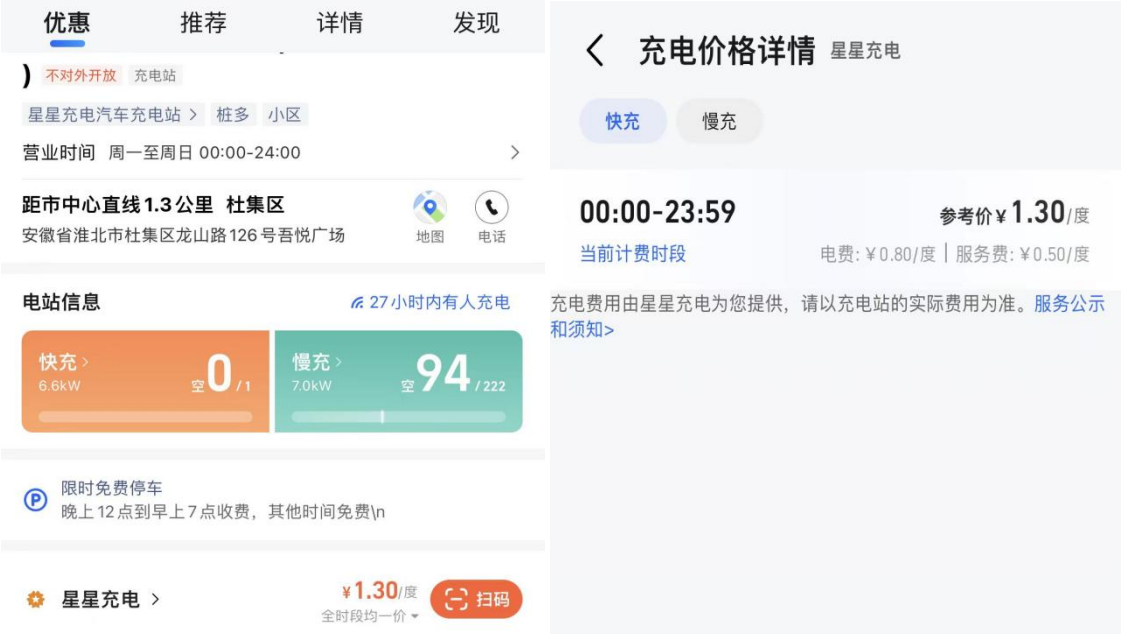 优惠 推荐 详情 发现
) 不对外开放 充电站
星星充电汽车充电站 > 桩多 小区
营业时间 周一至周日 00:00-24:00 >
距市中心直线1.3公里 杜集区
安徽省淮北市杜集区龙山路126号吾悦广场
地图 电话
电站信息 27小时内有人充电
快充> 空0/1
6.6kW
慢充> 空94/222
7.0kW
P 限时免费停车
晚上12点到早上7点收费，其他时间免费\n
星星充电 > ¥1.30/度 扫码
全时段均一价
< 充电价格详情 星星充电
快充 慢充
00:00-23:59 参考价¥1.30/度
当前计费时段 电费:¥0.80/度 | 服务费:¥0.50/度
充电费用由星星充电为您提供，请以充电站的实际费用为准。服务公示
和须知>